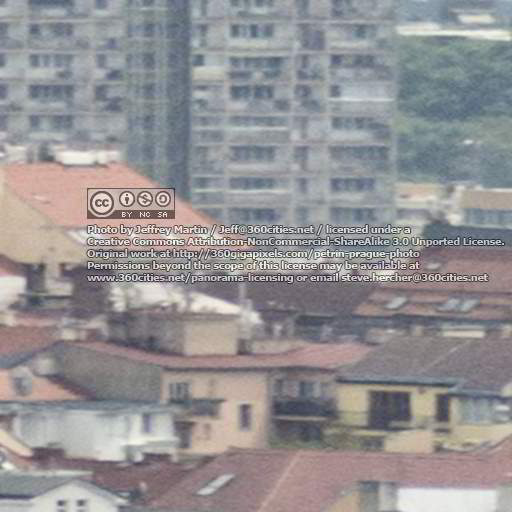 cc
BY NC SA
Photo by Jeffrey Martin / Jeff@360cities.net / licensed under a
Creative Commons Attribution-NonCommercial-ShareAlike 3.0 Unported License.
Original work at http://360gigapixels.com/petrin-prague-photo
Permissions beyond the scope of this license may be available at
www.360cities.net/panorama-licensing or email steve.hercher@360cities.net